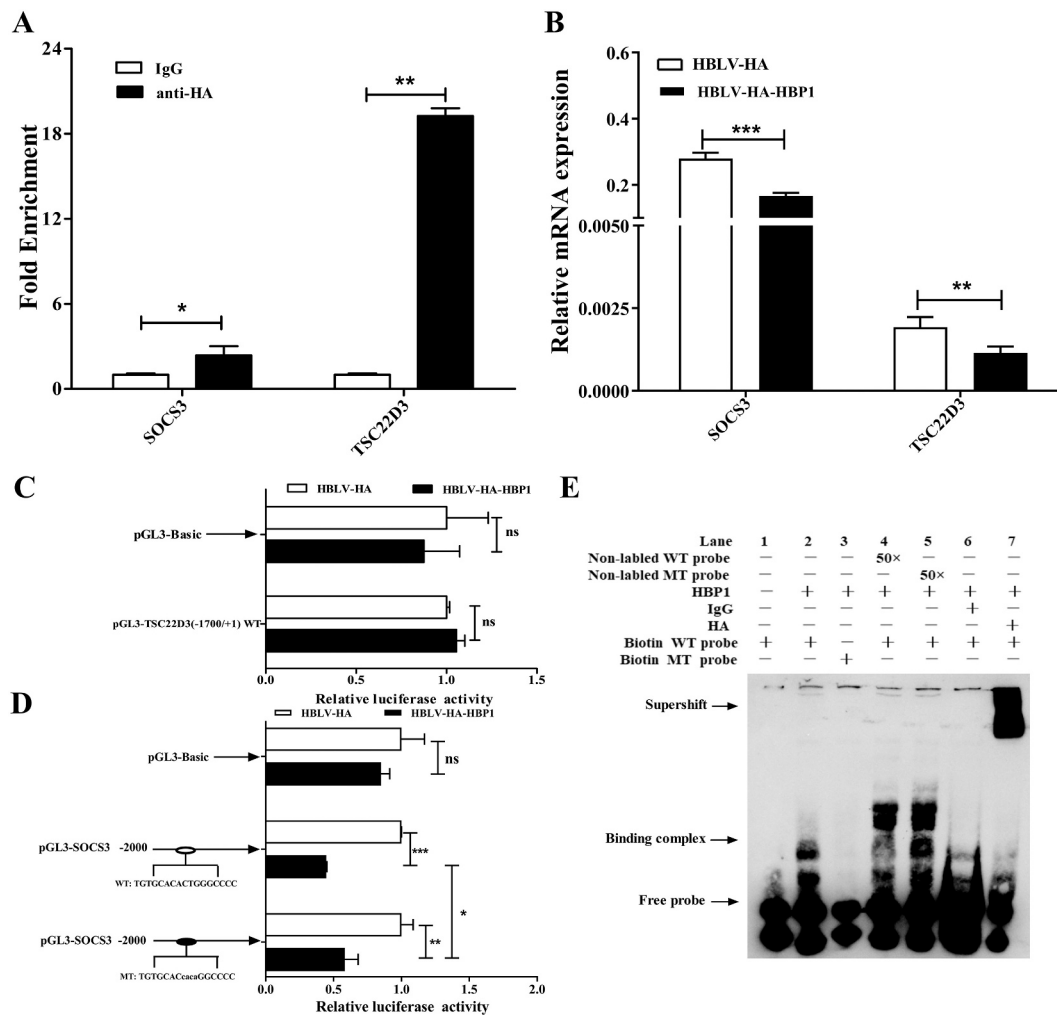 A
24
18
12
6
0
Fold Enrichment
IgG
anti-HA
*
**
SOCS3
TSC22D3
B
0.6
0.4
0.2
0.0050
0.0025
0.0000
Relative mRNA expression
HBLV-HA
HBLV-HA-HBP1
***
**
SOCS3
TSC22D3
C
HBLV-HA
HBLV-HA-HBP1
pGL3-Basic
ns
pGL3-TSC22D3(-1700/+1) WT
ns
0.0 0.5 1.0 1.5
Relative luciferase activity
D
HBLV-HA
HBLV-HA-HBP1
pGL3-Basic
ns
pGL3-SOCS3 -2000
***
WT: TGTGCACACTGGGCCCC
*
pGL3-SOCS3 -2000
**
MT: TGTGCACcacaGGCCCC
0.0 0.5 1.0 1.5 2.0
Relative luciferase activity
E
Lane 1 2 3 4 5 6 7
Non-labled WT probe — — — 50× — — —
Non-labled MT probe — — — — 50× — —
HBP1 — + + + + + +
IgG — — — — — + —
HA — — — — — — +
Biotin WT probe + + — + + + +
Biotin MT probe — — + — — — —
Supershift
Binding complex
Free probe